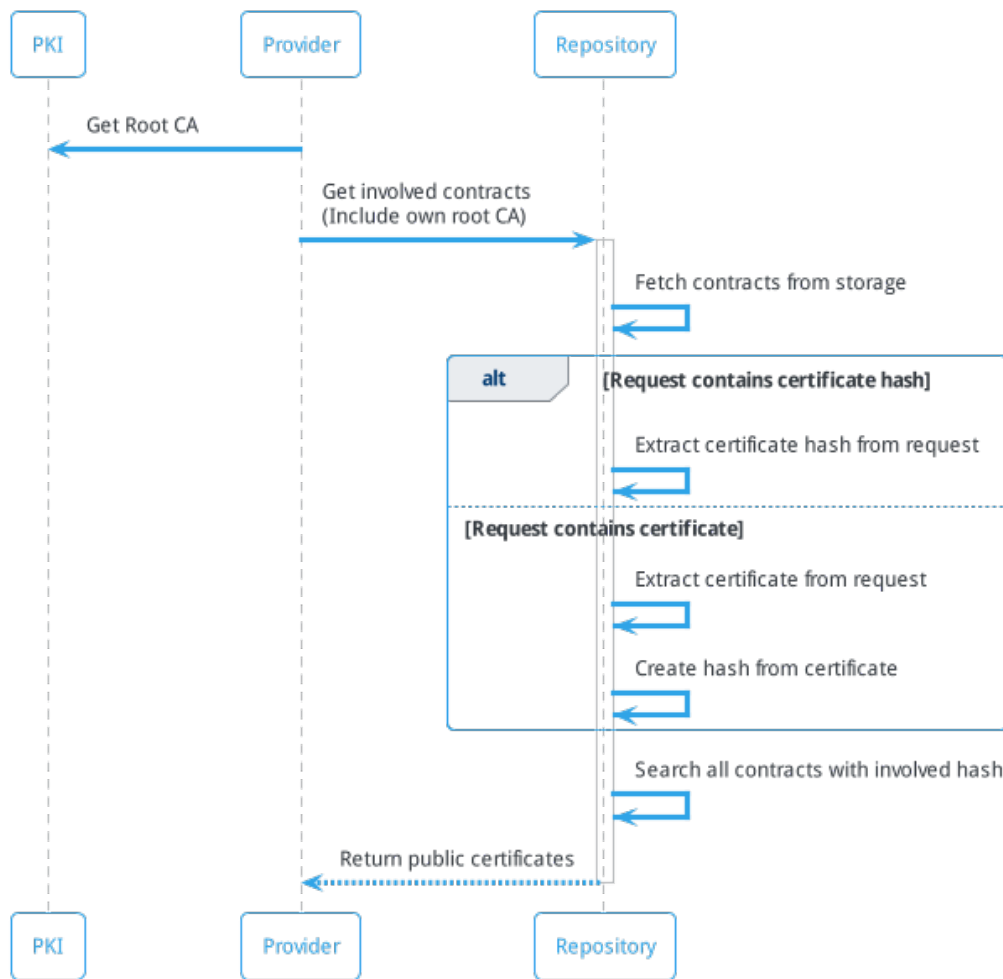 PKI
Provider
Repository
Get Root CA
Get involved contracts
(Include own root CA)
Fetch contracts from storage
alt
[Request contains certificate hash]
Extract certificate hash from request
[Request contains certificate]
Extract certificate from request
Create hash from certificate
Search all contracts with involved hash
Return public certificates
PKI
Provider
Repository